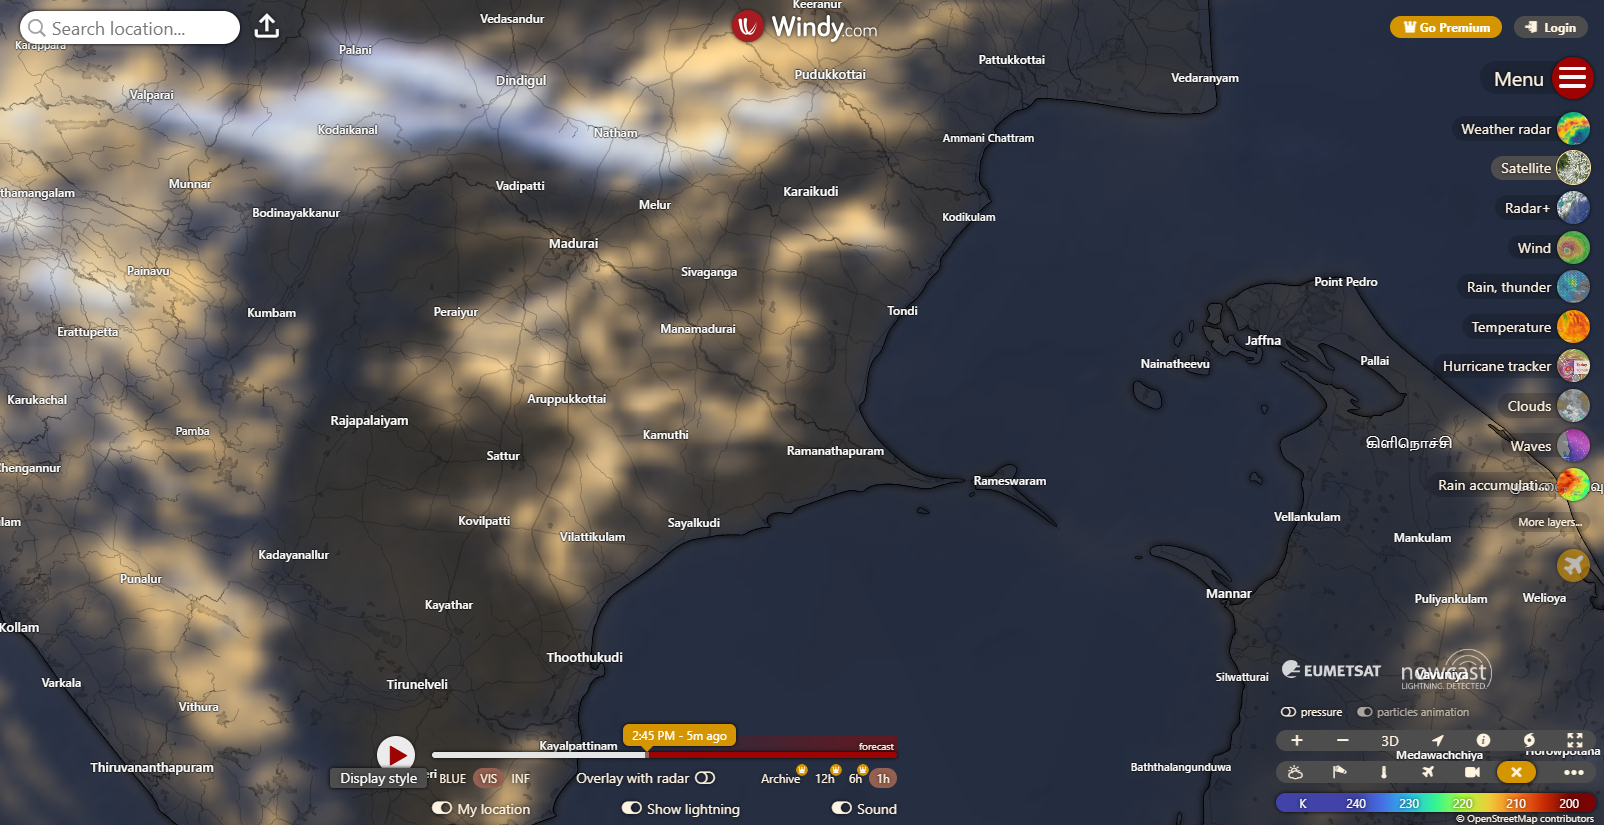 Search location...
Windy.com
Go Premium
Login
Menu
Weather radar
Satellite
Radar+
Wind
Rain, thunder
Temperature
Hurricane tracker
Clouds
Waves
Rain accumulati...
More layers...
Keeranur
Vedasandur
Karappara
Palani
Dindigul
Pudukkottai
Pattukkottai
Vedaranyam
Valparai
Kodaikanal
Natham
Ammani Chattram
thamangalam
Munnar
Vadipatti
Karaikudi
Bodinayakkanur
Melur
Kodikulam
Madurai
Painavu
Sivaganga
Point Pedro
Kumbam
Peraiyur
Tondi
Erattupetta
Manamadurai
Jaffna
Nainatheevu
Pallai
Karukachal
Aruppukkottai
Rajapalaiyam
Pamba
Kamuthi
கிளிநொச்சி
Sattur
Ramanathapuram
Chengannur
Rameswaram
lam
Kovilpatti
Sayalkudi
Vellankulam
Vilattikulam
Mankulam
Kadayanallur
Punalur
Mannar
Puliyankulam
Welioya
Kayathar
Kollam
Thoothukudi
Varkala
Tirunelveli
Silwatturai
Vavuniya
Vithura
Kayalpattinam
Thiruvananthapuram
Baththalangunduwa
Medawachchiya
Horowpotana
EUMETSAT
nowcast
LIGHTNING. DETECTED.
pressure
particles animation
2:45 PM - 5m ago
forecast
Display style
eri
BLUE VIS INF
Overlay with radar
Archive 12h 6h 1h
My location
Show lightning
Sound
+ − 3D
K 240 230 220 210 200
© OpenStreetMap contributors